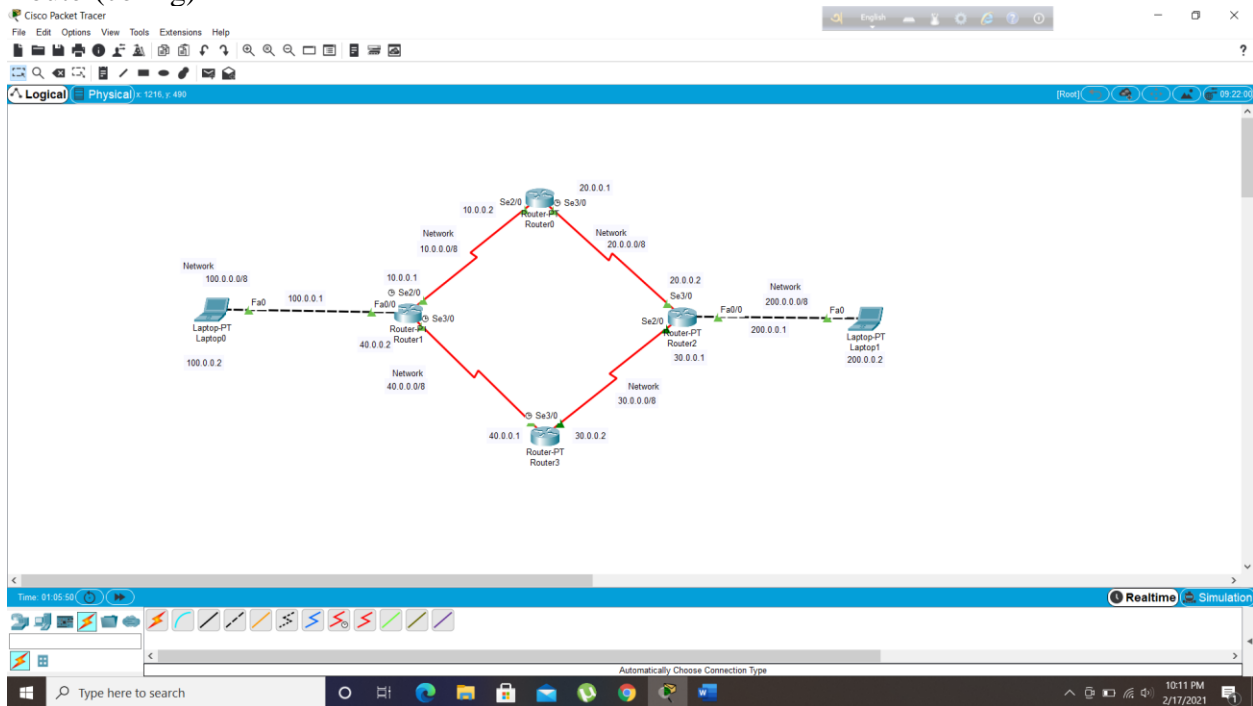 Cisco Packet Tracer
English
File Edit Options View Tools Extensions Help
?
Logical Physical x: 1216, y: 490
[Root] 09:22:00
20.0.0.1
Se2/0 Se3/0
10.0.0.2
Router-PT
Router0
Network
10.0.0.0/8
Network
20.0.0.0/8
Network
100.0.0.0/8
10.0.0.1
Se2/0
20.0.0.2
Se3/0
Network
200.0.0.0/8
Fa0 100.0.0.1 Fa0/0
Se3/0
Se2/0
Fa0/0
Fa0
Laptop-PT
Laptop0
Router-PT
Router1
Router-PT
Router2
200.0.0.1
Laptop-PT
Laptop1
40.0.0.2
30.0.0.1
100.0.0.2
200.0.0.2
Network
40.0.0.0/8
Network
30.0.0.0/8
Se3/0
40.0.0.1 30.0.0.2
Router-PT
Router3
Time: 01:05:50
Realtime Simulation
Automatically Choose Connection Type
Type here to search
10:11 PM
2/17/2021